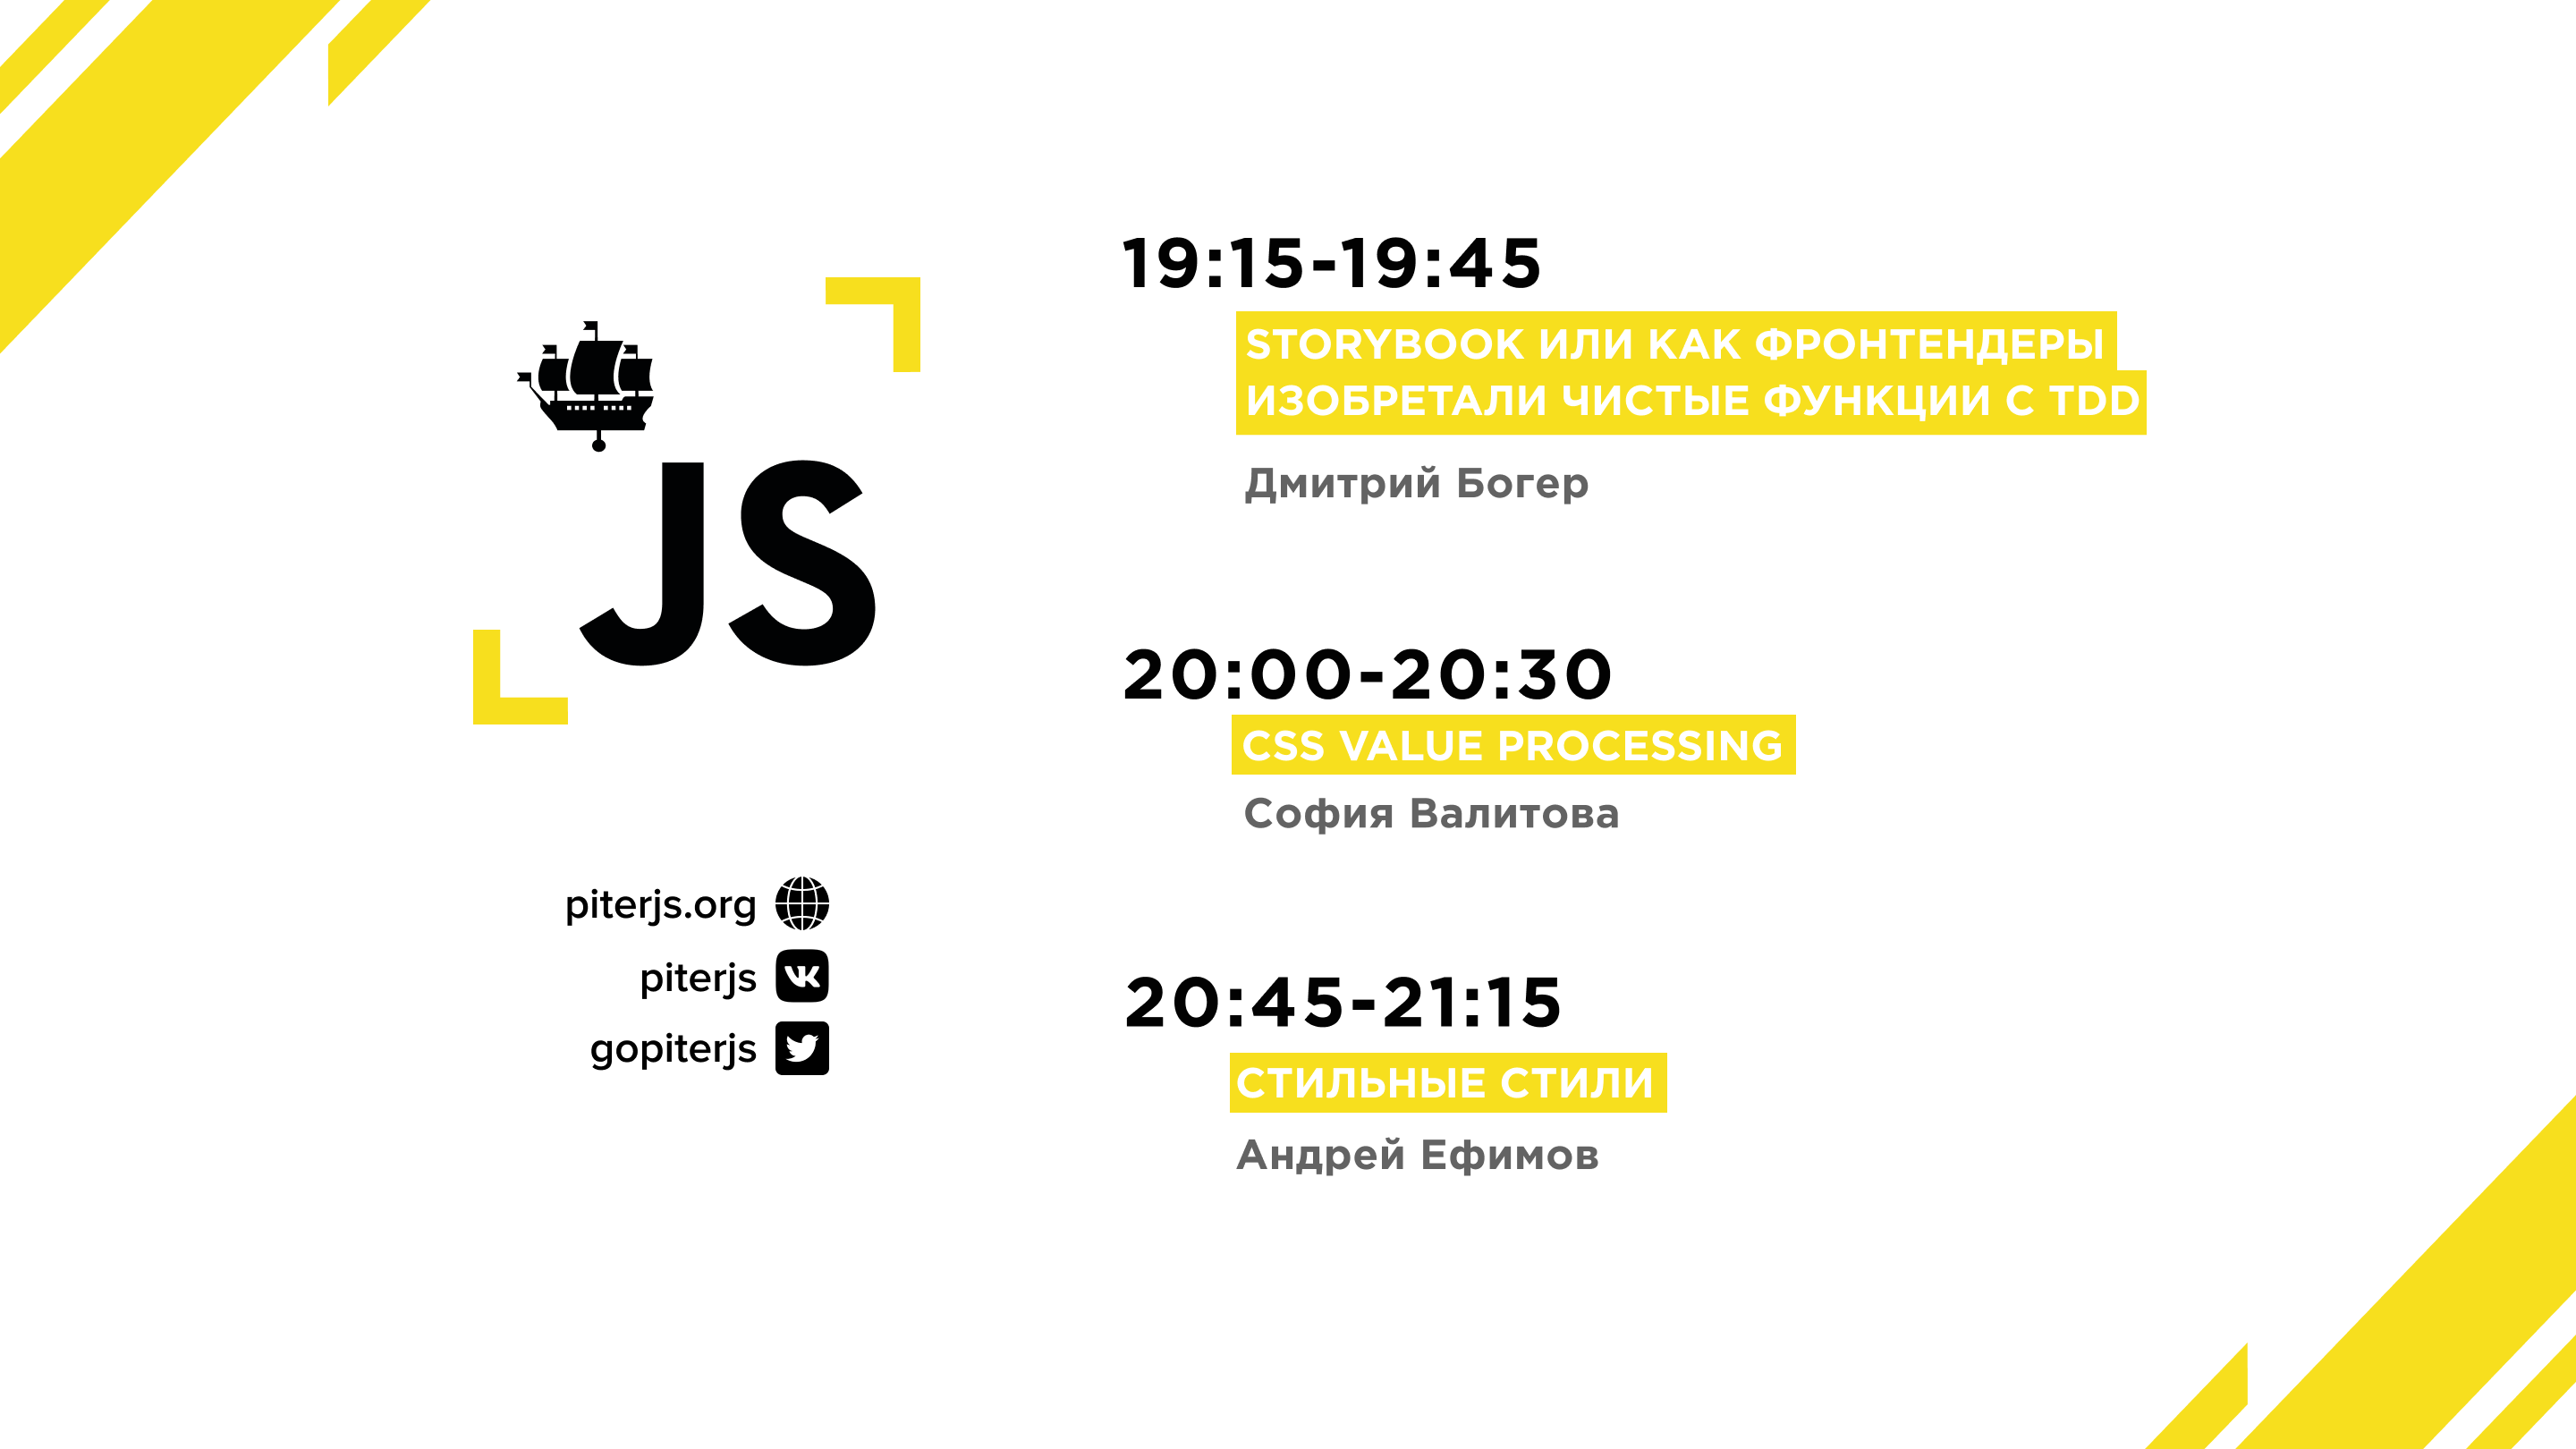 JS
piterjs.org
piterjs
gopiterjs
19:15-19:45
STORYBOOK ИЛИ КАК ФРОНТЕНДЕРЫ
ИЗОБРЕТАЛИ ЧИСТЫЕ ФУНКЦИИ С TDD
Дмитрий Богер
20:00-20:30
CSS VALUE PROCESSING
София Валитова
20:45-21:15
СТИЛЬНЫЕ СТИЛИ
Андрей Ефимов